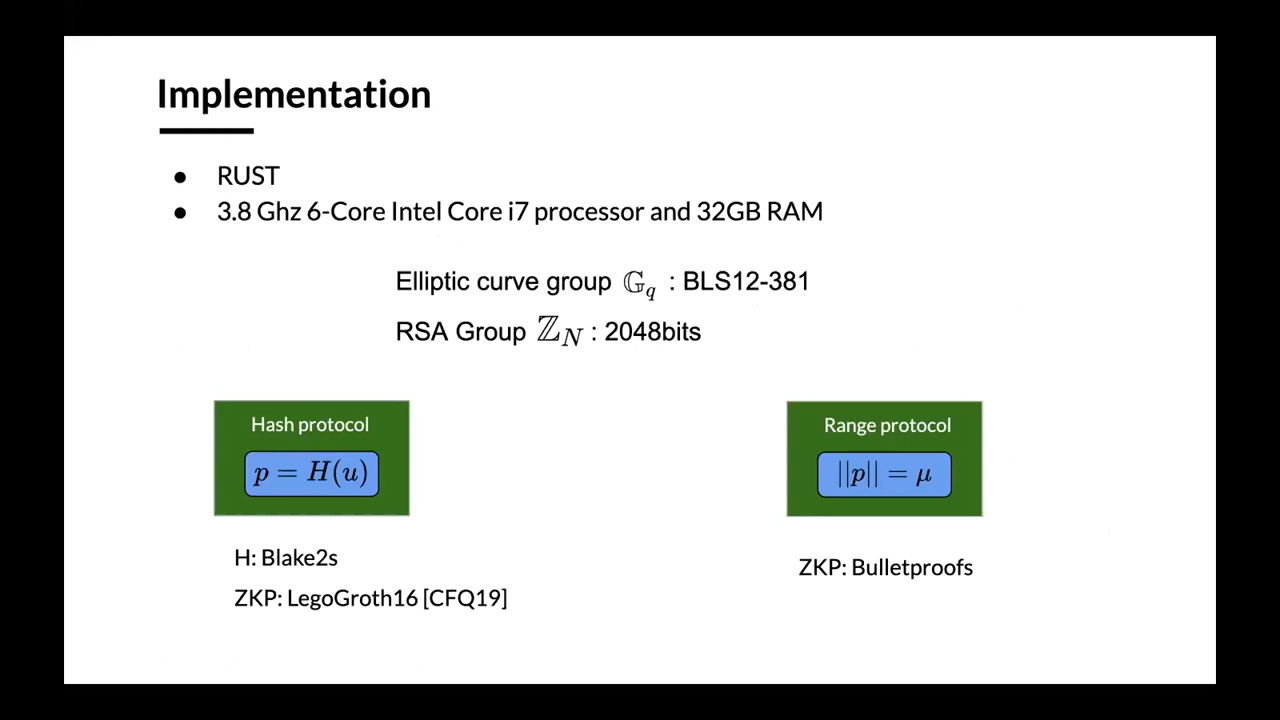 Implementation
● RUST
● 3.8 Ghz 6-Core Intel Core i7 processor and 32GB RAM
Elliptic curve group 𝔾_q : BLS12-381
RSA Group ℤ_N : 2048bits
Hash protocol
p = H(u)
H: Blake2s
ZKP: LegoGroth16 [CFQ19]
Range protocol
||p|| = μ
ZKP: Bulletproofs